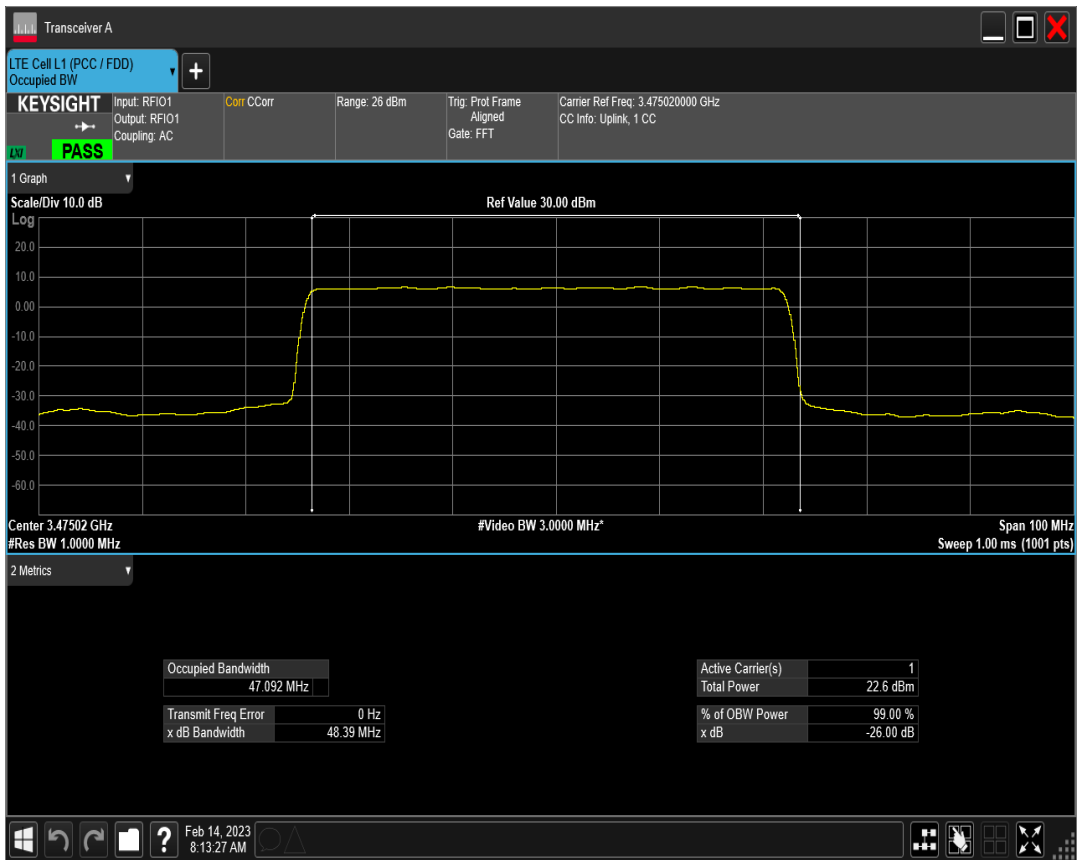 Transceiver A
LTE Cell L1 (PCC / FDD)
Occupied BW
KEYSIGHT
LXI
PASS
Input: RFIO1
Output: RFIO1
Coupling: AC
Corr CCorr
Range: 26 dBm
Trig: Prot Frame
Aligned
Gate: FFT
Carrier Ref Freq: 3.475020000 GHz
CC Info: Uplink, 1 CC
1 Graph
Scale/Div 10.0 dB
Ref Value 30.00 dBm
Log
20.0
10.0
0.00
-10.0
-20.0
-30.0
-40.0
-50.0
-60.0
Center 3.47502 GHz
#Video BW 3.0000 MHz*
Span 100 MHz
#Res BW 1.0000 MHz
Sweep 1.00 ms (1001 pts)
2 Metrics
Occupied Bandwidth
47.092 MHz
Transmit Freq Error 0 Hz
x dB Bandwidth 48.39 MHz
Active Carrier(s) 1
Total Power 22.6 dBm
% of OBW Power 99.00 %
x dB -26.00 dB
Feb 14, 2023
8:13:27 AM